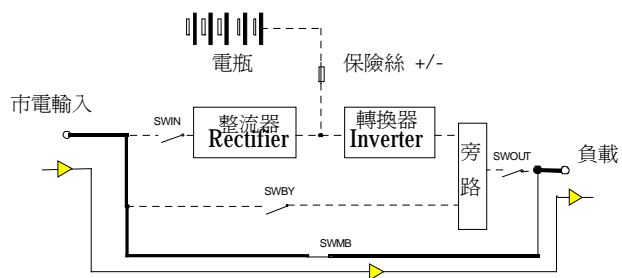 電瓶
保險絲 +/-
市電輸入
SWIN
整流器
Rectifier
轉換器
Inverter
旁路
SWOUT
負載
SWBY
SWMB